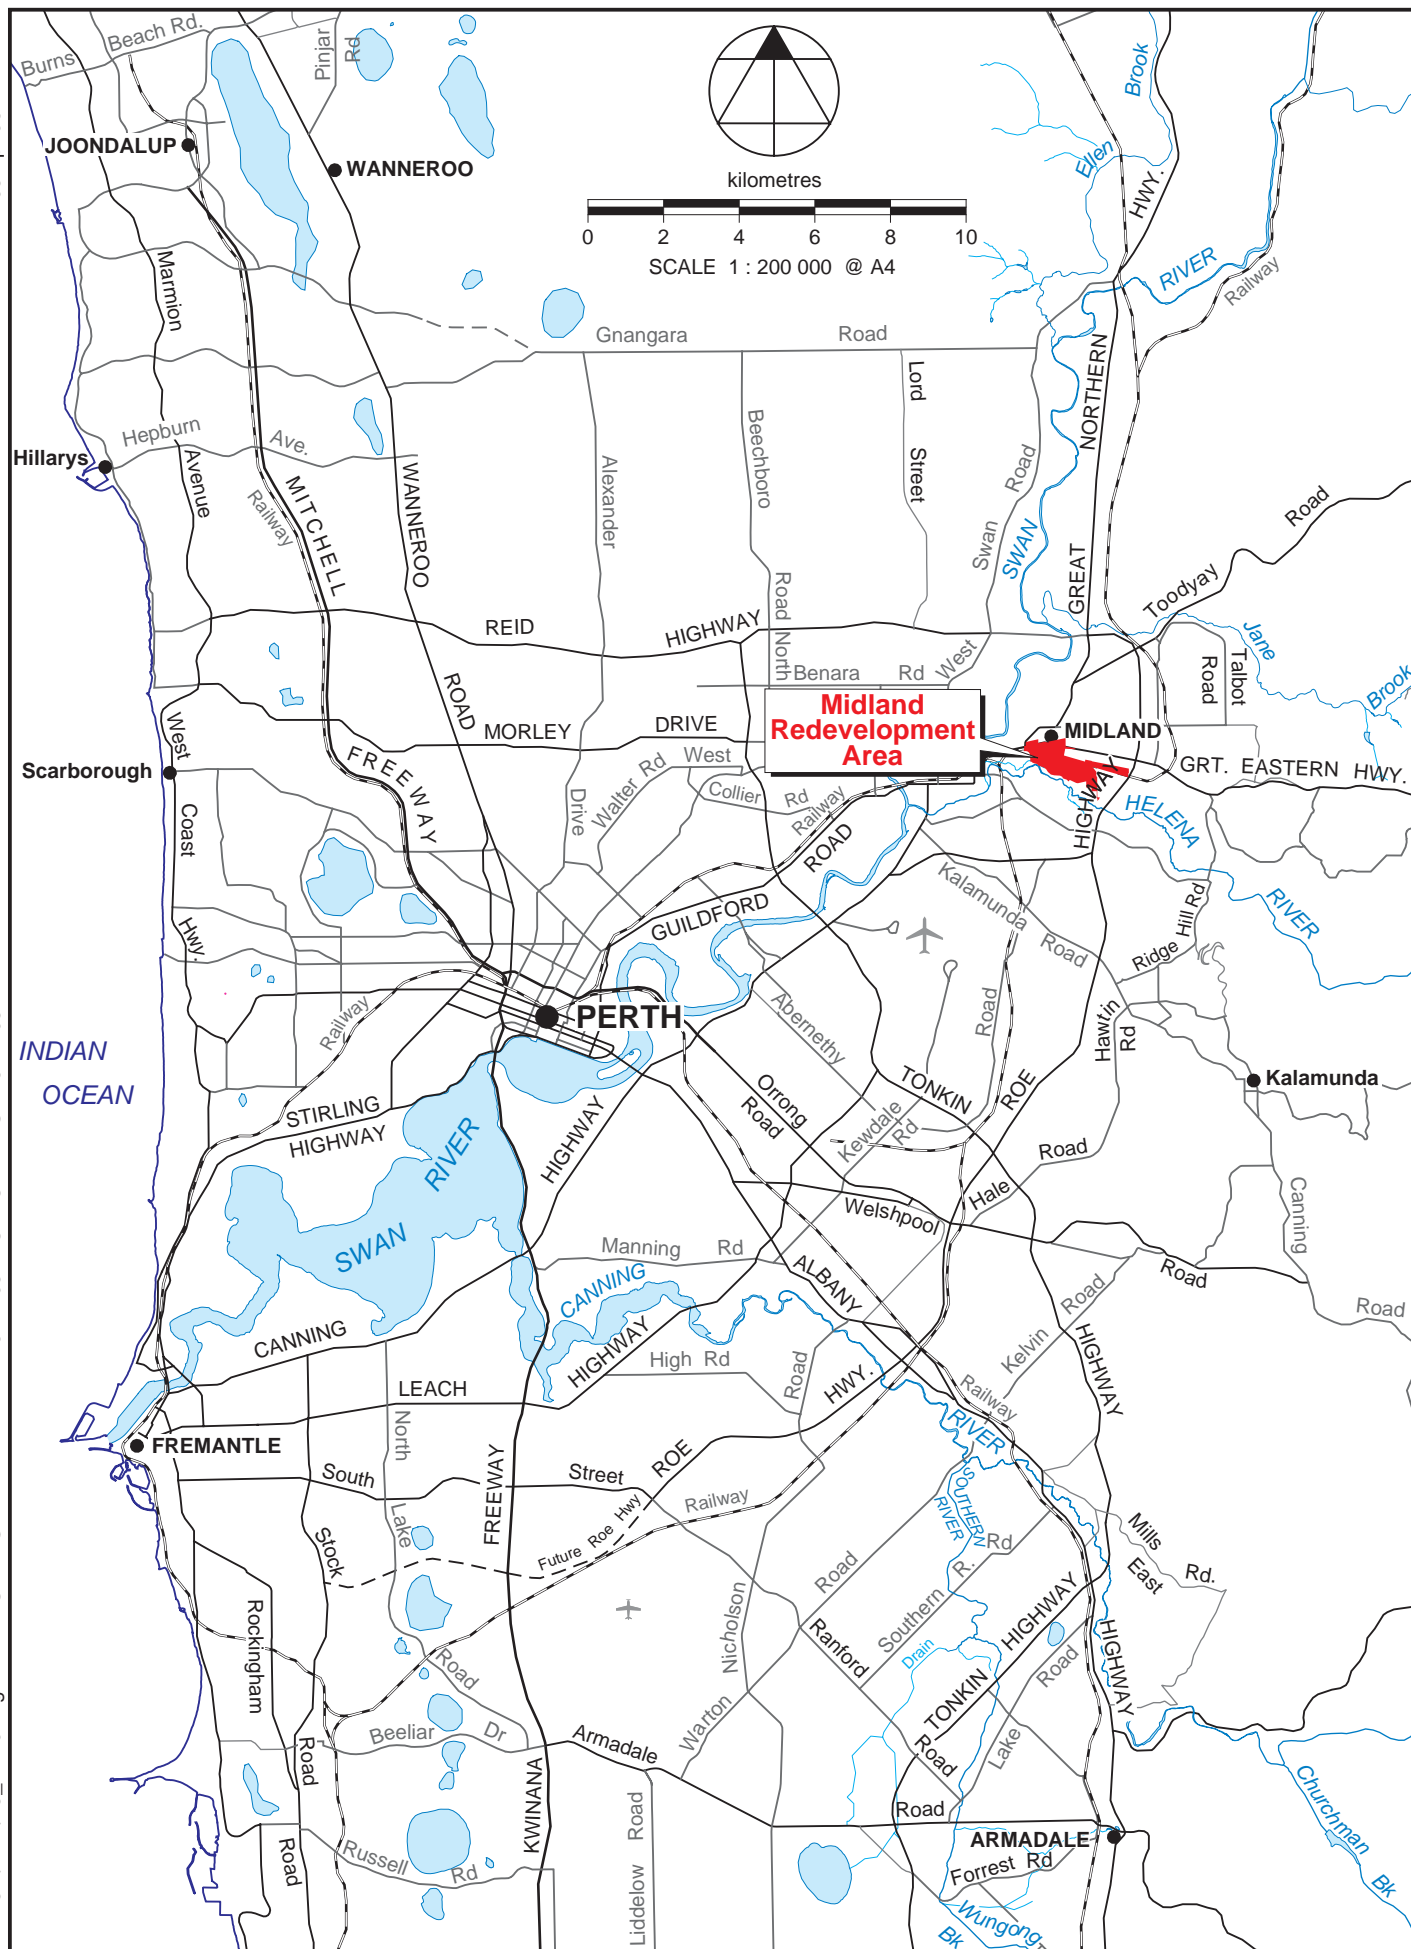 Burns
Beach Rd.
Pinjar
Rd
JOONDALUP
WANNEROO
kilometres
0 2 4 6 8 10
SCALE 1 : 200 000 @ A4
Ellen
Brook
HWY.
RIVER
Railway
Marmion
Gnangara Road
Lord
Street
NORTHERN
Hepburn Ave.
Hillarys
Avenue
MITCHELL
Railway
WANNEROO
Alexander
Beechboro
Swan Road
SWAN
GREAT
Road
Toodyay
REID HIGHWAY
Road North
Benara Rd
West
Talbot
Road
Jane
Brook
ROAD
MORLEY DRIVE
Midland
Redevelopment
Area
MIDLAND
GRT. EASTERN HWY.
West
Scarborough
FREEWAY
Walter Rd West
Collier Rd
Railway
HIGHWAY
HELENA
Coast
Drive
ROAD
Kalamunda
Road
RIVER
Hwy.
GUILDFORD
Ridge Hill Rd
Railway
PERTH
Abernethy
Road
Hawtin
Rd
INDIAN
OCEAN
Kalamunda
STIRLING
HIGHWAY
HIGHWAY
Orrong
Road
TONKIN
ROE
Kewdale
Rd
Road
Hale
RIVER
SWAN
Welshpool
Canning
Manning Rd
CANNING
ALBANY
Road
Road
CANNING
HIGHWAY
High Rd
Road
Kelvin Road
HIGHWAY
LEACH
North
HWY.
Railway
RIVER
FREMANTLE
South Street
ROE
Railway
FREEWAY
Lake
Stock
Future Roe Hwy
SOUTHERN
RIVER
Mills
East
Rd.
Road
Southern R. Rd
Nicholson
Ranford
Drain
HIGHWAY
HIGHWAY
Rockingham
Road
Road
TONKIN
Lake Road
Beeliar Dr
Armadale
Warton
Road
Road
KWINANA
Road
Churchman
Bk
ARMADALE
Road
Russell Rd
Liddelow Road
Forrest Rd
Wungong
Bk